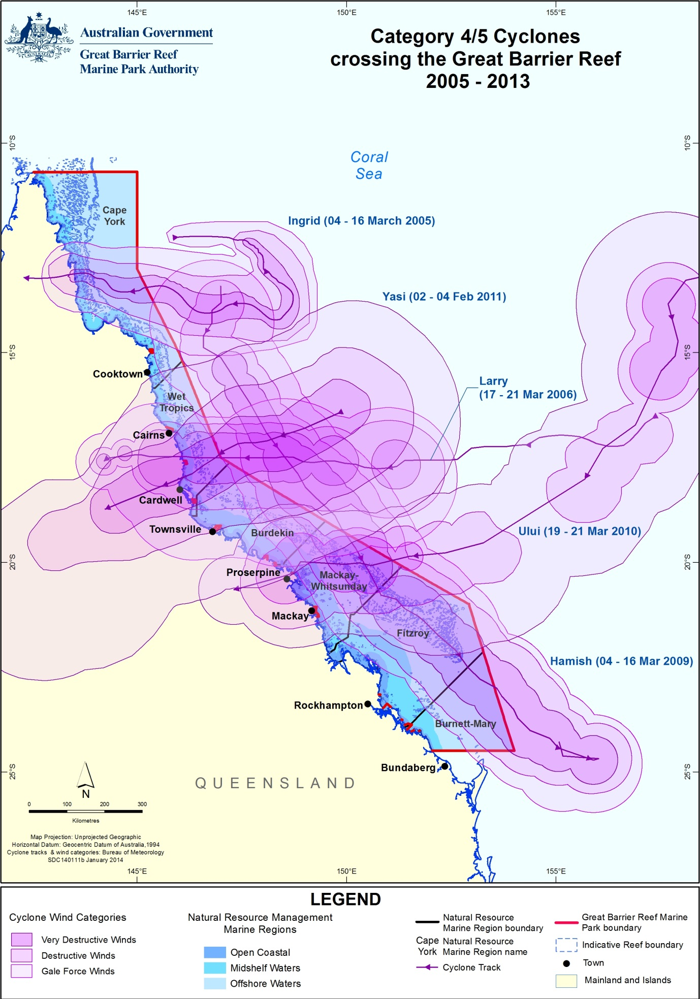 145°E
150°E
155°E
AUSTRALIA
Australian Government
Great Barrier Reef
Marine Park Authority
Category 4/5 Cyclones
crossing the Great Barrier Reef
2005 - 2013
10°S
10°S
Coral
Sea
Cape
York
Ingrid (04 - 16 March 2005)
Yasi (02 - 04 Feb 2011)
15°S
15°S
Cooktown
Larry
(17 - 21 Mar 2006)
Wet
Tropics
Cairns
Cardwell
Townsville
Burdekin
Ului (19 - 21 Mar 2010)
20°S
20°S
Proserpine
Mackay-
Whitsunday
Mackay
Fitzroy
Hamish (04 - 16 Mar 2009)
Rockhampton
Burnett-Mary
Bundaberg
25°S
25°S
QUEENSLAND
N
0 100 200 300
Kilometres
Map Projection: Unprojected Geographic
Horizontal Datum: Geocentric Datum of Australia,1994
Cyclone tracks & wind categories: Bureau of Meteorology
SDC140111b January 2014
145°E
150°E
155°E
LEGEND
Cyclone Wind Categories
Very Destructive Winds
Destructive Winds
Gale Force Winds
Natural Resource Management
Marine Regions
Open Coastal
Midshelf Waters
Offshore Waters
Natural Resource
Marine Region boundary
Cape
York
Natural Resource
Marine Region name
Cyclone Track
Great Barrier Reef Marine
Park boundary
Indicative Reef boundary
Town
Mainland and Islands